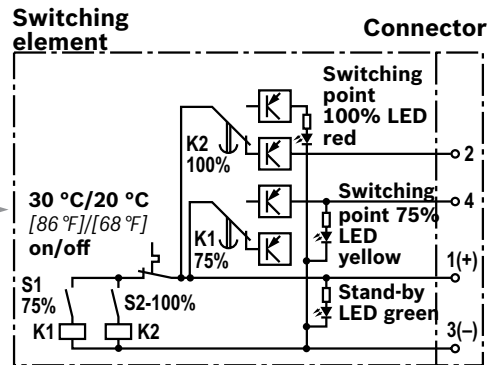 Switching
element
Connector
Switching
point
100% LED
red
K2
100%
2
4
30 °C/20 °C
[86 °F]/[68 °F]
on/off
K1
75%
Switching
point 75%
LED
yellow
1(+)
S1
75%
S2-100%
Stand-by
LED green
K1
K2
3(–)